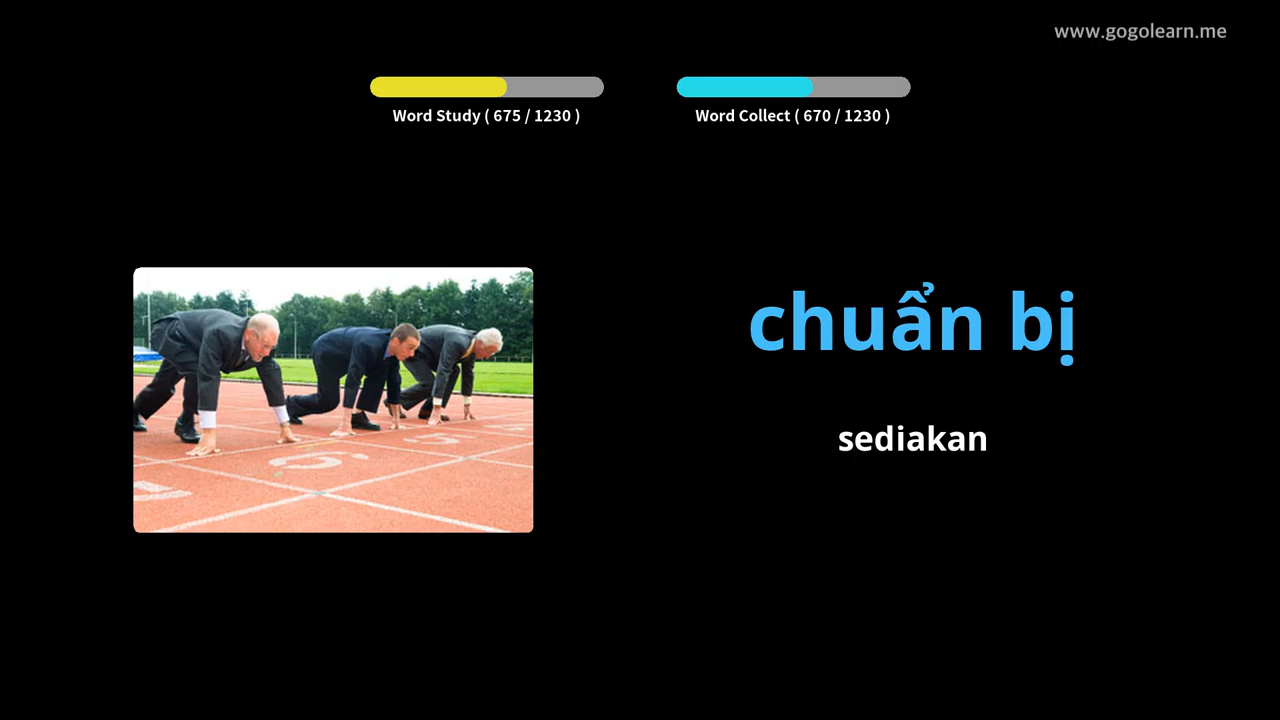 www.gogolearn.me
Word Study ( 675 / 1230 )
Word Collect ( 670 / 1230 )
chuẩn bị
sediakan